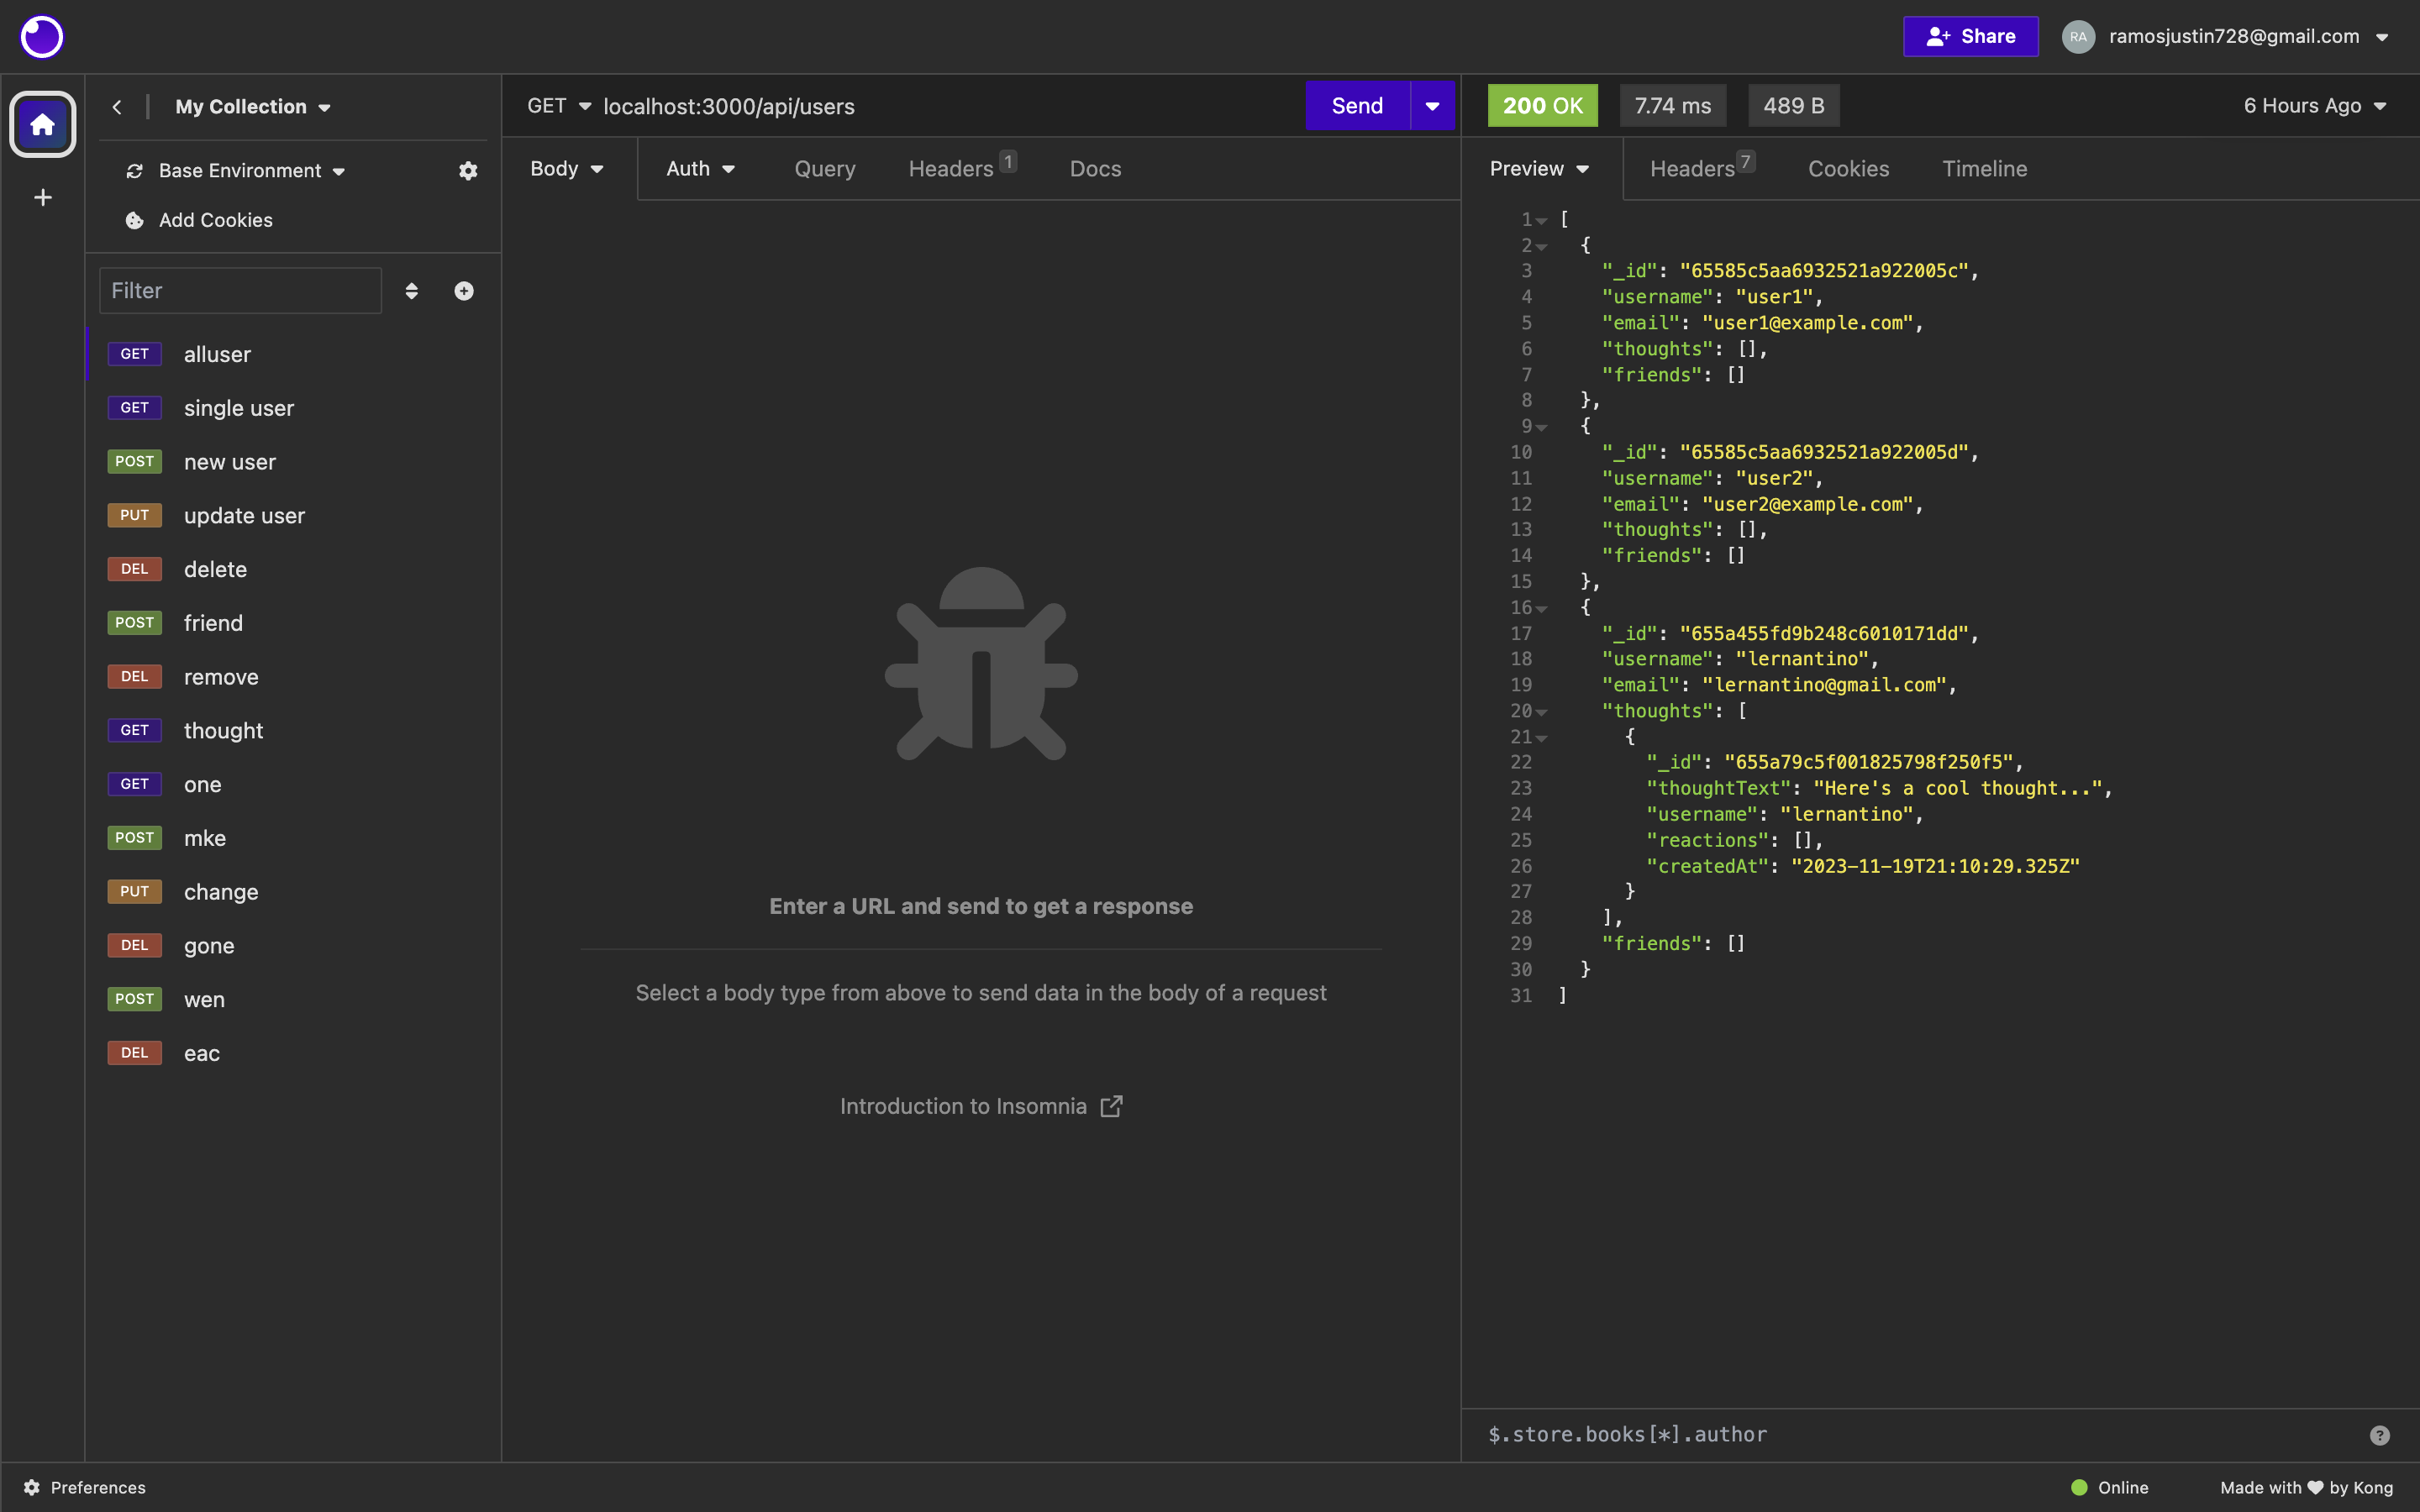 Share
RA
ramosjustin728@gmail.com
My Collection
Base Environment
Add Cookies
Filter
GET alluser
GET single user
POST new user
PUT update user
DEL delete
POST friend
DEL remove
GET thought
GET one
POST mke
PUT change
DEL gone
POST wen
DEL eac
GET localhost:3000/api/users
Send
Body Auth Query Headers 1 Docs
Enter a URL and send to get a response
Select a body type from above to send data in the body of a request
Introduction to Insomnia
200 OK 7.74 ms 489 B 6 Hours Ago
Preview Headers 7 Cookies Timeline
1 [
2 {
3 "_id": "65585c5aa6932521a922005c",
4 "username": "user1",
5 "email": "user1@example.com",
6 "thoughts": [],
7 "friends": []
8 },
9 {
10 "_id": "65585c5aa6932521a922005d",
11 "username": "user2",
12 "email": "user2@example.com",
13 "thoughts": [],
14 "friends": []
15 },
16 {
17 "_id": "655a455fd9b248c6010171dd",
18 "username": "lernantino",
19 "email": "lernantino@gmail.com",
20 "thoughts": [
21 {
22 "_id": "655a79c5f001825798f250f5",
23 "thoughtText": "Here's a cool thought...",
24 "username": "lernantino",
25 "reactions": [],
26 "createdAt": "2023-11-19T21:10:29.325Z"
27 }
28 ],
29 "friends": []
30 }
31 ]
$.store.books[*].author
?
Preferences
Online
Made with ♥ by Kong